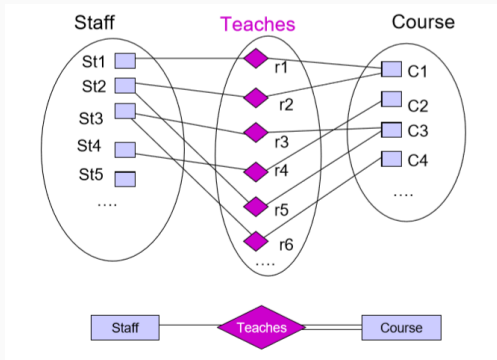 Staff
Teaches
Course
St1
St2
St3
St4
St5
....
r1
r2
r3
r4
r5
r6
....
C1
C2
C3
C4
....
Staff
Teaches
Course